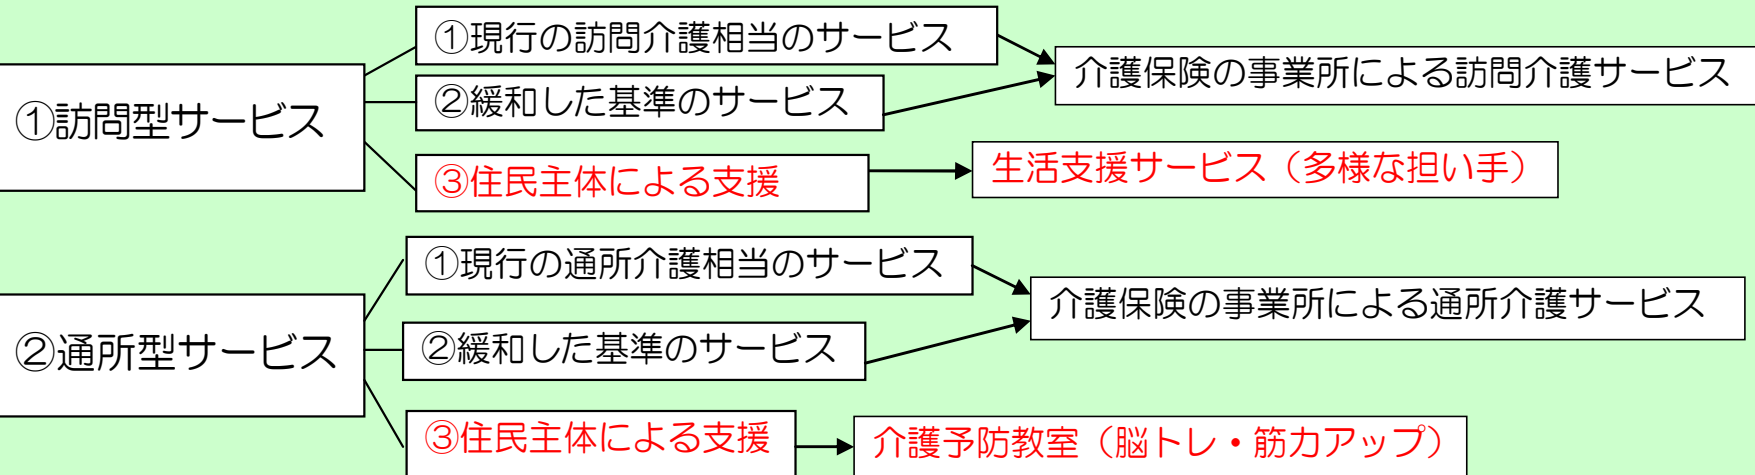 ①訪問型サービス
①現行の訪問介護相当のサービス
②緩和した基準のサービス
介護保険の事業所による訪問介護サービス
③住民主体による支援
生活支援サービス（多様な担い手）
②通所型サービス
①現行の通所介護相当のサービス
②緩和した基準のサービス
介護保険の事業所による通所介護サービス
③住民主体による支援
介護予防教室（脳トレ・筋力アップ）